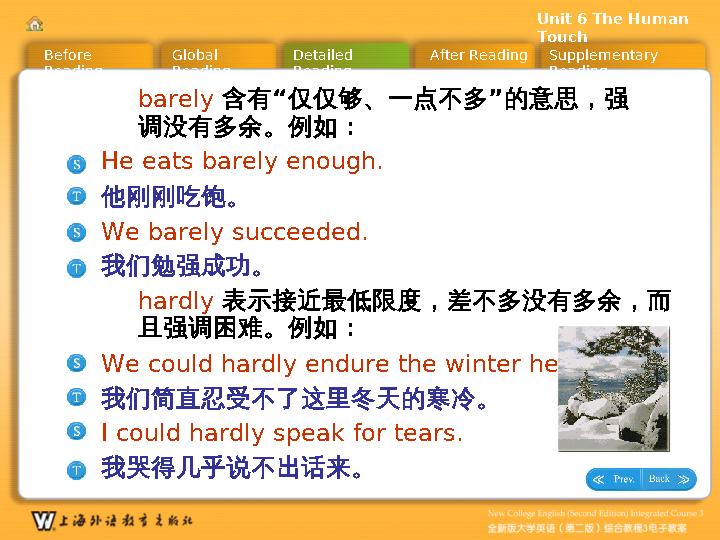 Unit 6 The Human
Touch
Before
Global
Detailed
After Reading
Supplementary
Reading
Reading
Reading
Reading
barely 含有“仅仅够、一点不多”的意思，强
调没有多余。例如：
S He eats barely enough.
T 他刚刚吃饱。
S We barely succeeded.
T 我们勉强成功。
hardly 表示接近最低限度，差不多没有多余，而
且强调困难。例如：
S We could hardly endure the winter he
T 我们简直忍受不了这里冬天的寒冷。
S I could hardly speak for tears.
T 我哭得几乎说不出话来。
Prev. Back
W 上海外语教育出版社
New College English (Second Edition) Integrated Course 3
全新版大学英语（第二版）综合教程3电子教案